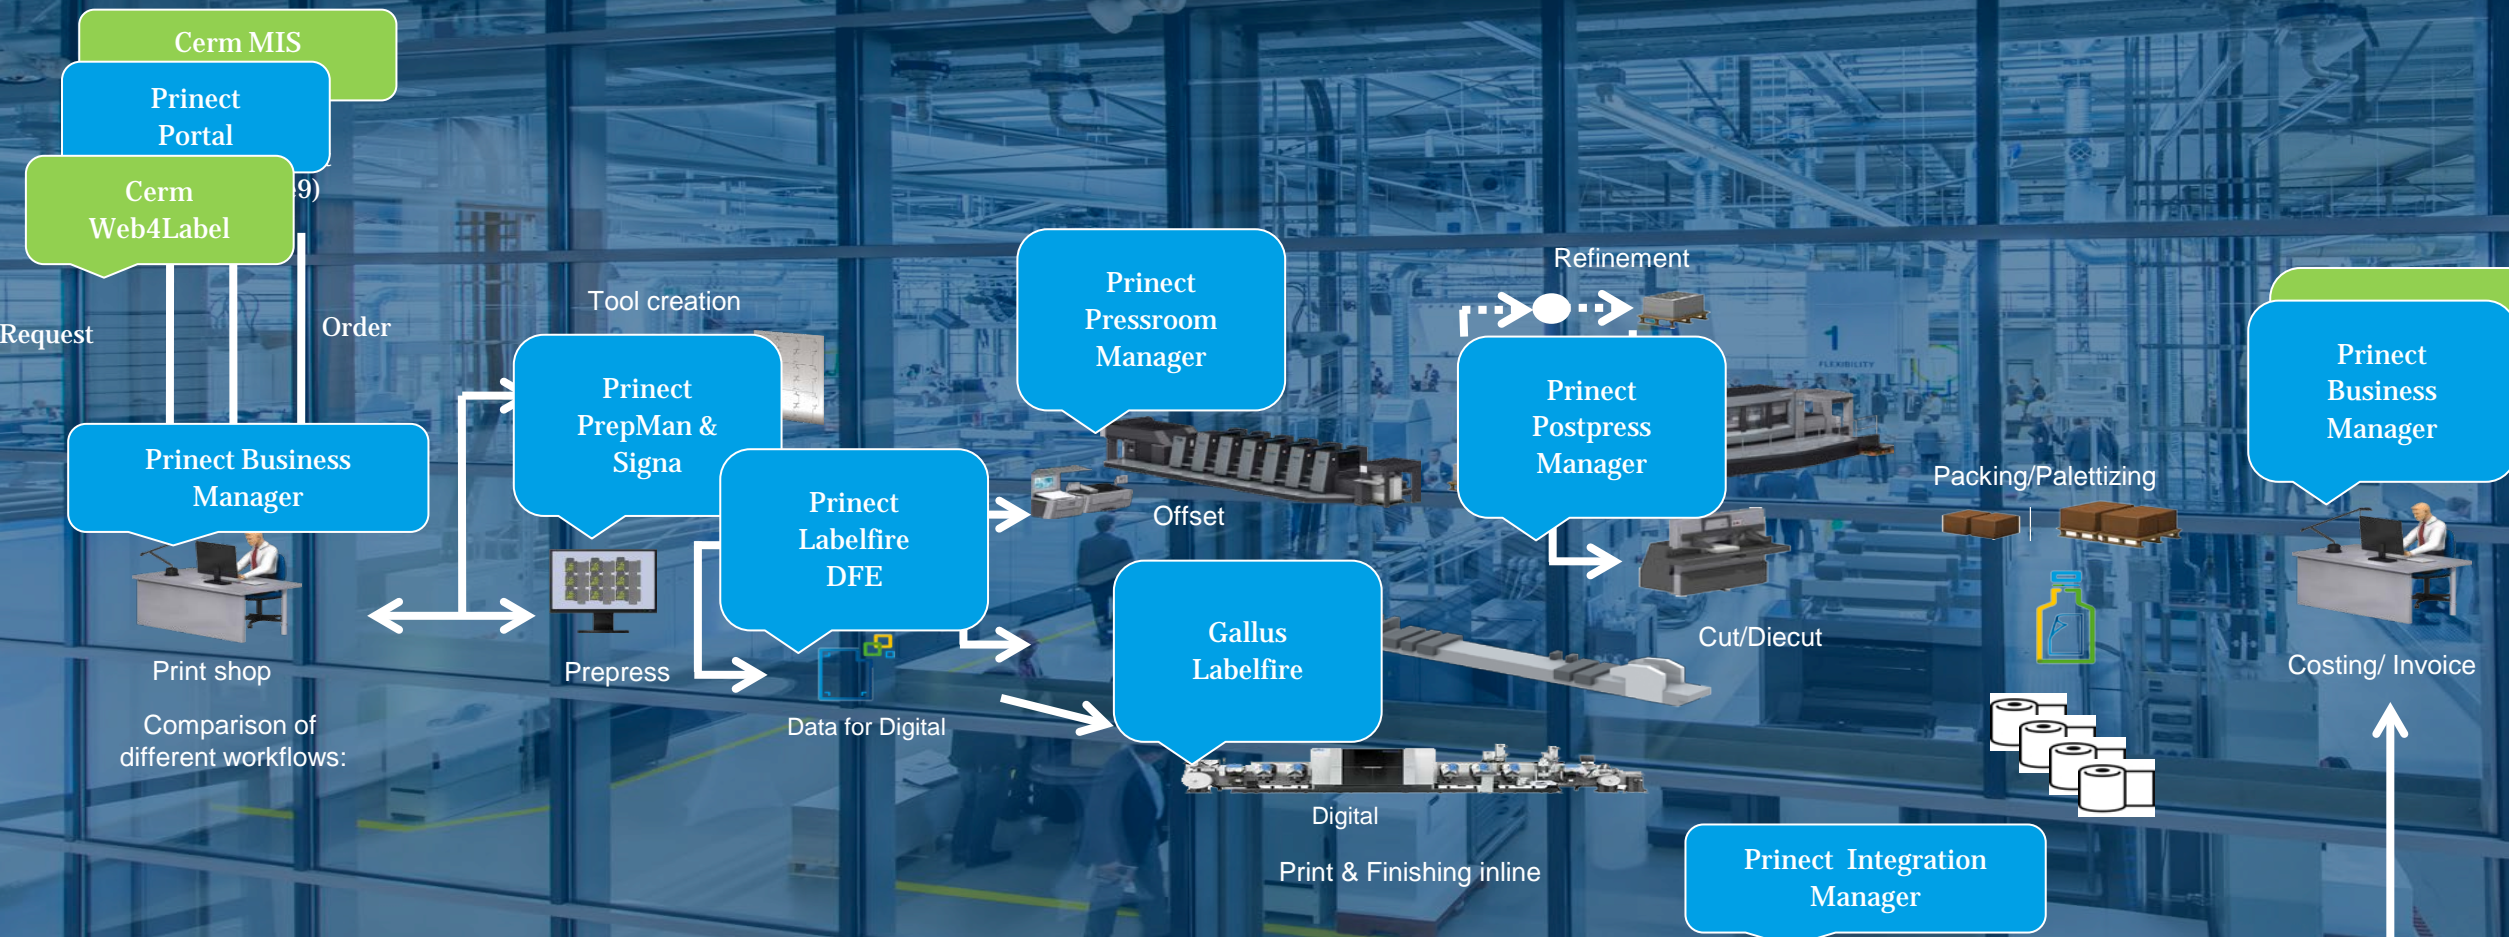 Cerm MIS
Prinect
Portal
9)
Cerm
Web4Label
Request
Order
Prinect Business
Manager
Print shop
Comparison of
different workflows:
Tool creation
Prinect
PrepMan &
Signa
Prepress
Prinect
Labelfire
DFE
Data for Digital
Prinect
Pressroom
Manager
Offset
Gallus
Labelfire
Digital
Print & Finishing inline
Refinement
1
FLEXIBILITY
Prinect
Postpress
Manager
Cut/Diecut
Packing/Palettizing
Prinect Integration
Manager
Prinect
Business
Manager
Costing/ Invoice